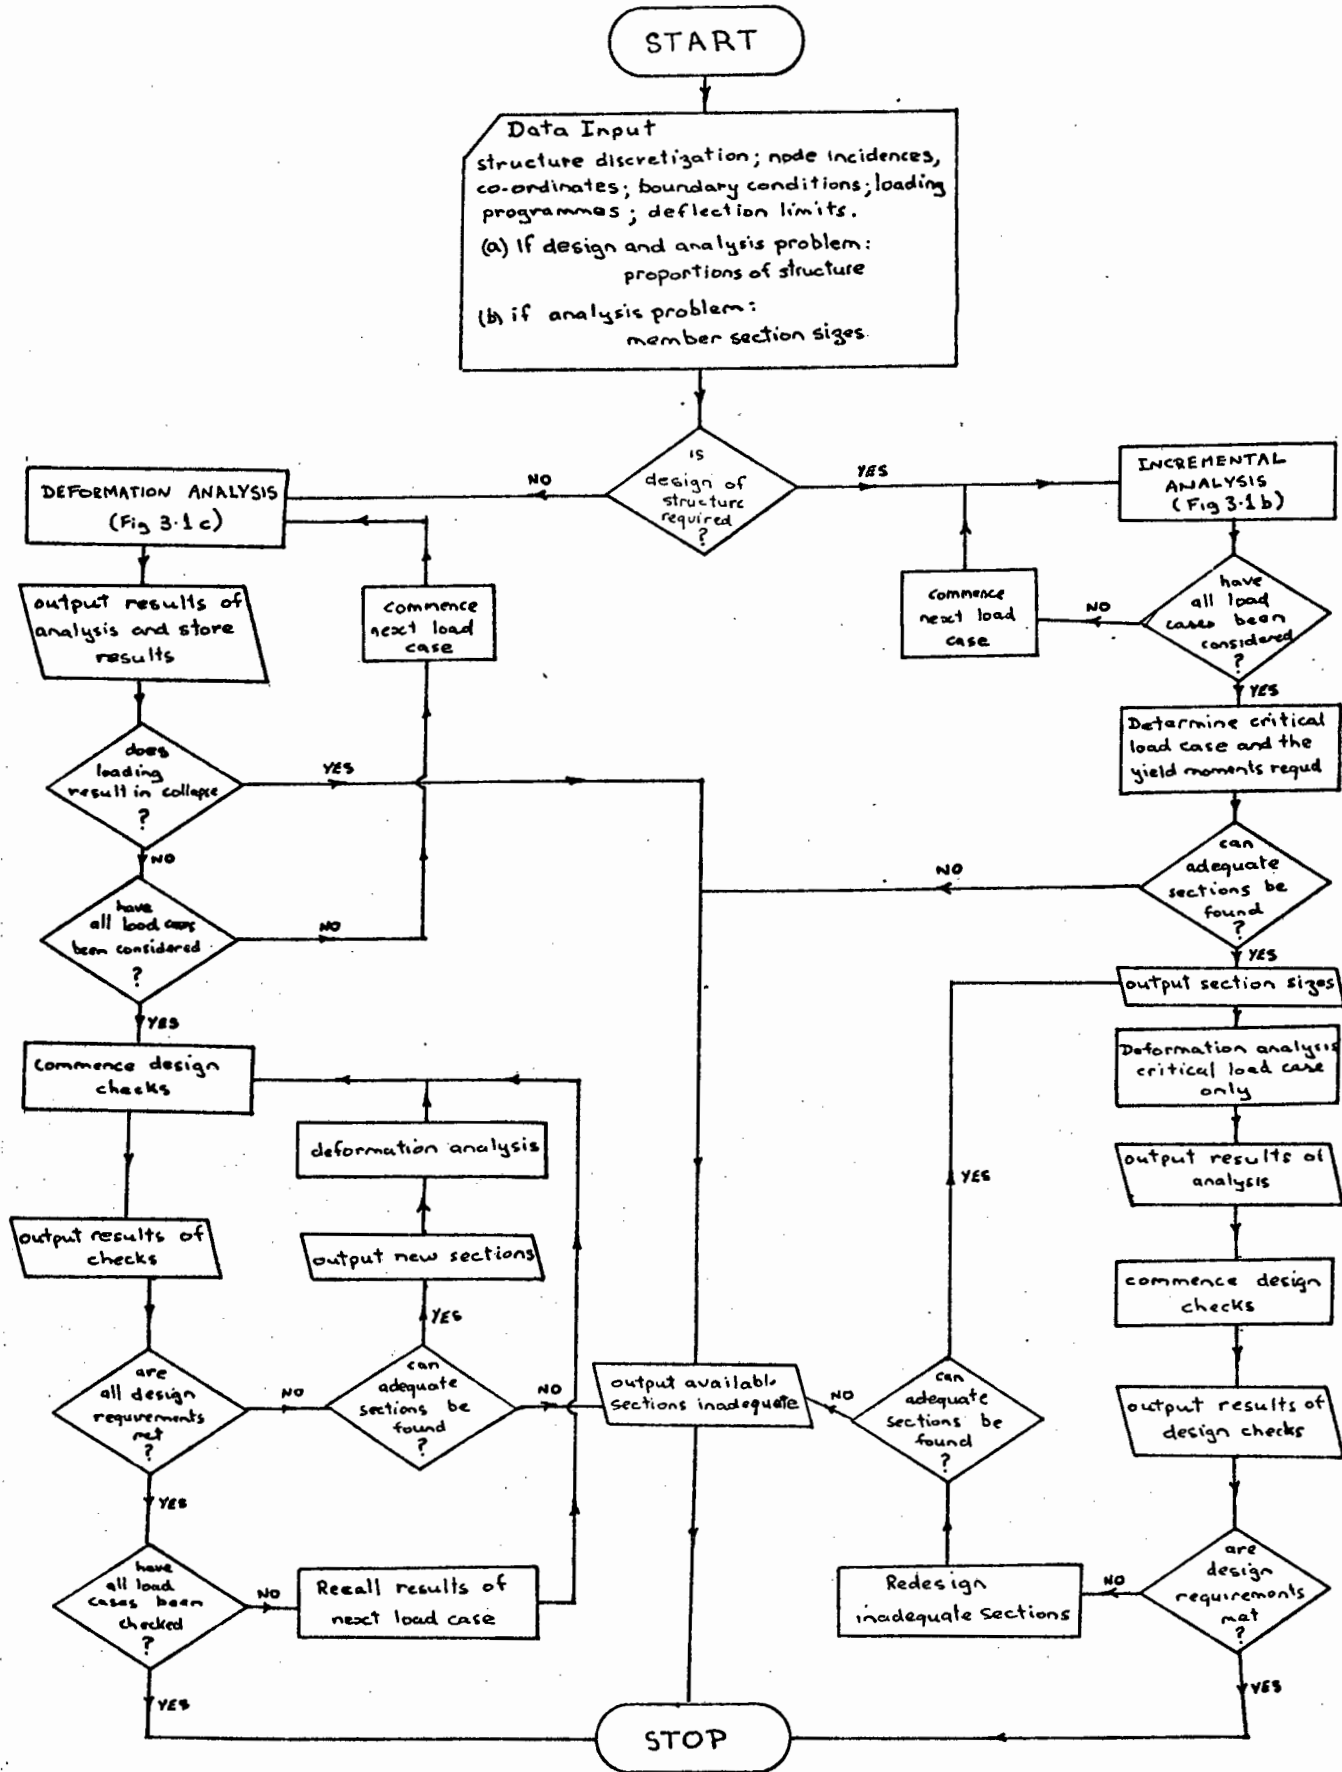 START
Data Input
structure discretization; node incidences,
co-ordinates; boundary conditions; loading
programmes; deflection limits.
(a) If design and analysis problem:
proportions of structure
(b) if analysis problem:
member section sizes
is
design of
structure
required
?
NO
YES
DEFORMATION ANALYSIS
(Fig 3.1c)
output results of
analysis and store
results
commence
next load
case
does
loading
result in collapse
?
YES
NO
have
all load cases
been considered
?
NO
YES
commence design
checks
deformation analysis
output new sections
output results of
checks
YES
are
all design
requirements
met
?
NO
can
adequate
sections be
found
?
NO
YES
have
all load
cases been
checked
?
NO
Recall results of
next load case
YES
output available
sections inadequate
STOP
INCREMENTAL
ANALYSIS
(Fig 3.1b)
commence
next load
case
NO
have
all load
cases been
considered
?
YES
Determine critical
load case and the
yield moments requd
can
adequate
sections be
found
?
NO
YES
output section sizes
Deformation analysis
critical load case
only
output results of
analysis
commence design
checks
output results of
design checks
are
design
requirements
met
?
NO
Redesign
inadequate sections
can
adequate
sections be
found
?
NO
YES
YES